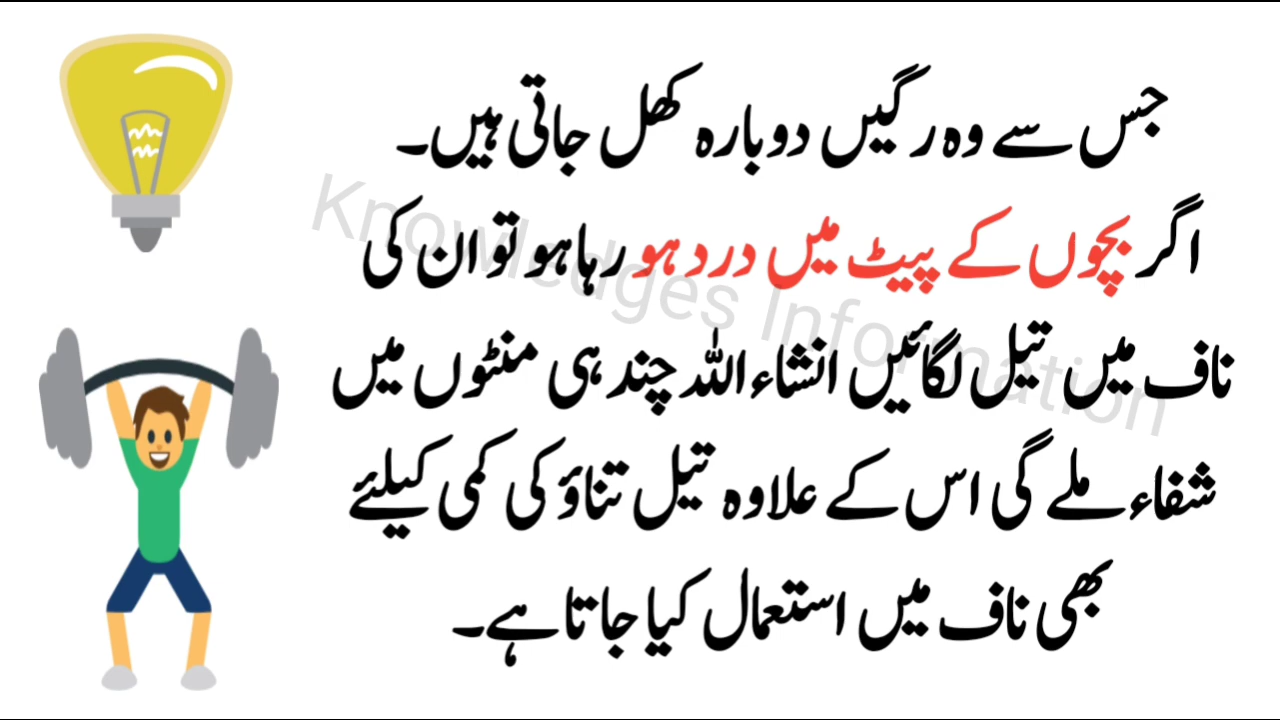 جس سے وہ رگیں دوبارہ کھل جاتی ہیں۔
اگر بچوں کے پیٹ میں درد ہو رہا ہو تو ان کی
ناف میں تیل لگائیں انشاء اللہ چند ہی منٹوں میں
شفاء ملے گی اس کے علاوہ تیل تناؤ کی کمی کیلئے
بھی ناف میں استعمال کیا جاتا ہے۔
Knowledges Information